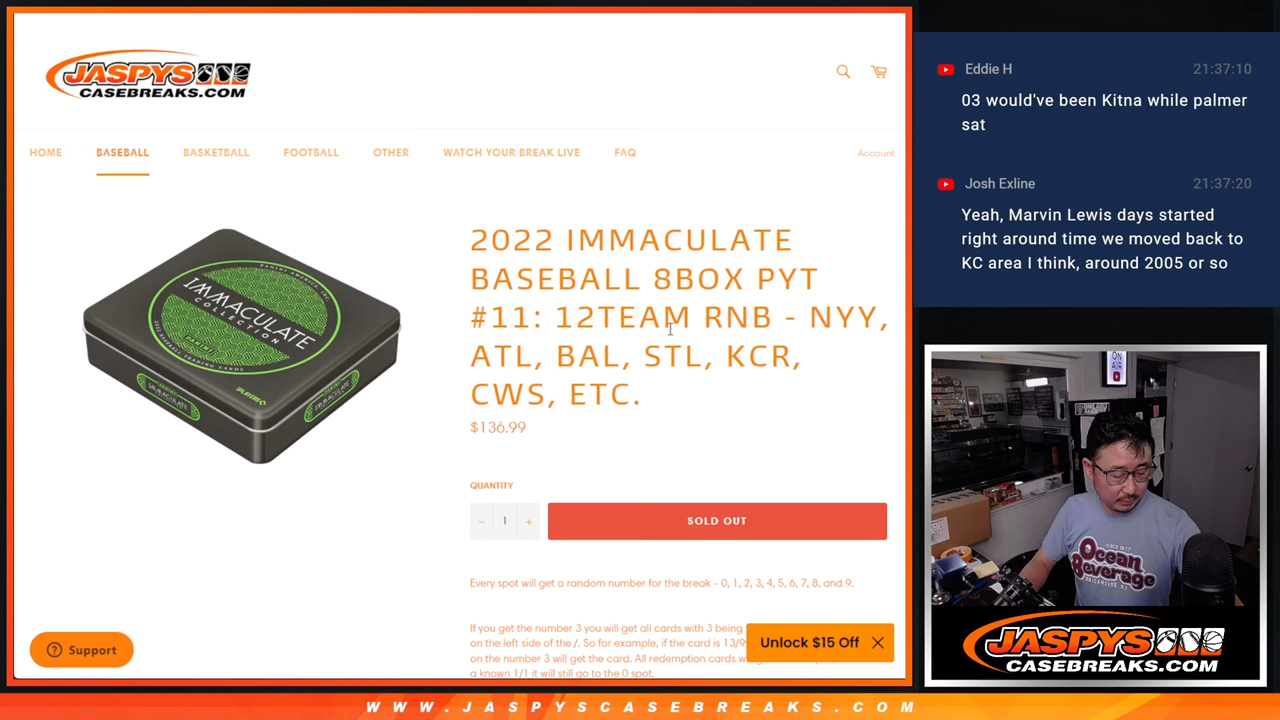 JASPYS
CASEBREAKS.COM
HOME
BASEBALL
BASKETBALL
FOOTBALL
OTHER
WATCH YOUR BREAK LIVE
FAQ
Account
IMMACULATE
COLLECTION
PANINI
2022 IMMACULATE
BASEBALL 8BOX PYT
#11: 12TEAM RNB - NYY,
ATL, BAL, STL, KCR,
CWS, ETC.
$136.99
QUANTITY
− 1 +
SOLD OUT
Every spot will get a random number for the break - 0, 1, 2, 3, 4, 5, 6, 7, 8, and 9.
If you get the number 3 you will get all cards with 3 being
on the left side of the /. So for example, if the card is 13/9
on the number 3 will get the card. All redemption cards
a known 1/1 it will still go to the 0 spot.
Unlock $15 Off
Support
Eddie H
21:37:10
03 would've been Kitna while palmer
sat
Josh Exline
21:37:20
Yeah, Marvin Lewis days started
right around time we moved back to
KC area I think, around 2005 or so
ON
AIR
Ocean
Beverage
BRIGANTINE, NJ
JASPYS
CASEBREAKS.COM
WWW.JASPYSCASEBREAKS.COM